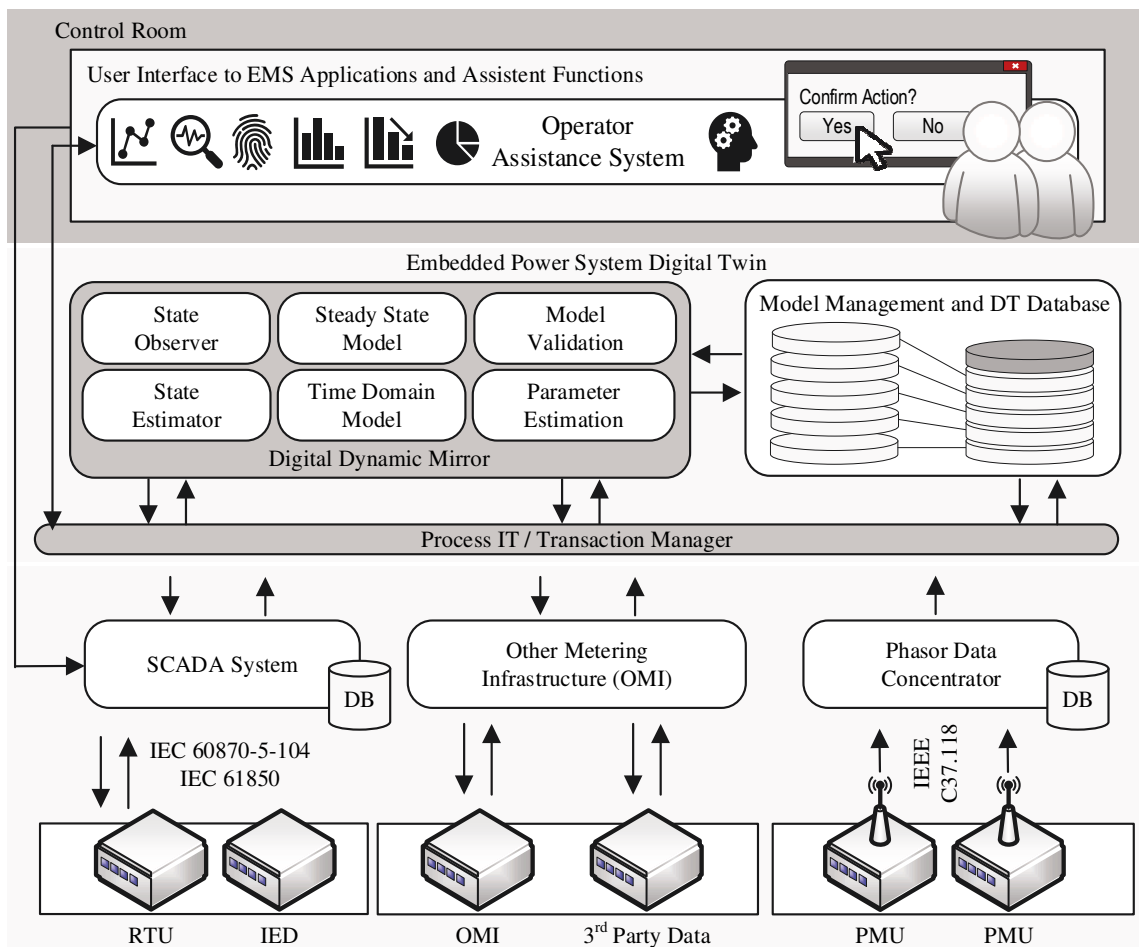 Control Room
User Interface to EMS Applications and Assistent Functions
Confirm Action?
Yes
No
Operator
Assistance System
Embedded Power System Digital Twin
State
Observer
Steady State
Model
Model
Validation
State
Estimator
Time Domain
Model
Parameter
Estimation
Digital Dynamic Mirror
Model Management and DT Database
Process IT / Transaction Manager
SCADA System
DB
Other Metering
Infrastructure (OMI)
Phasor Data
Concentrator
DB
IEC 60870-5-104
IEC 61850
IEEE
C37.118
RTU
IED
OMI
3rd Party Data
PMU
PMU